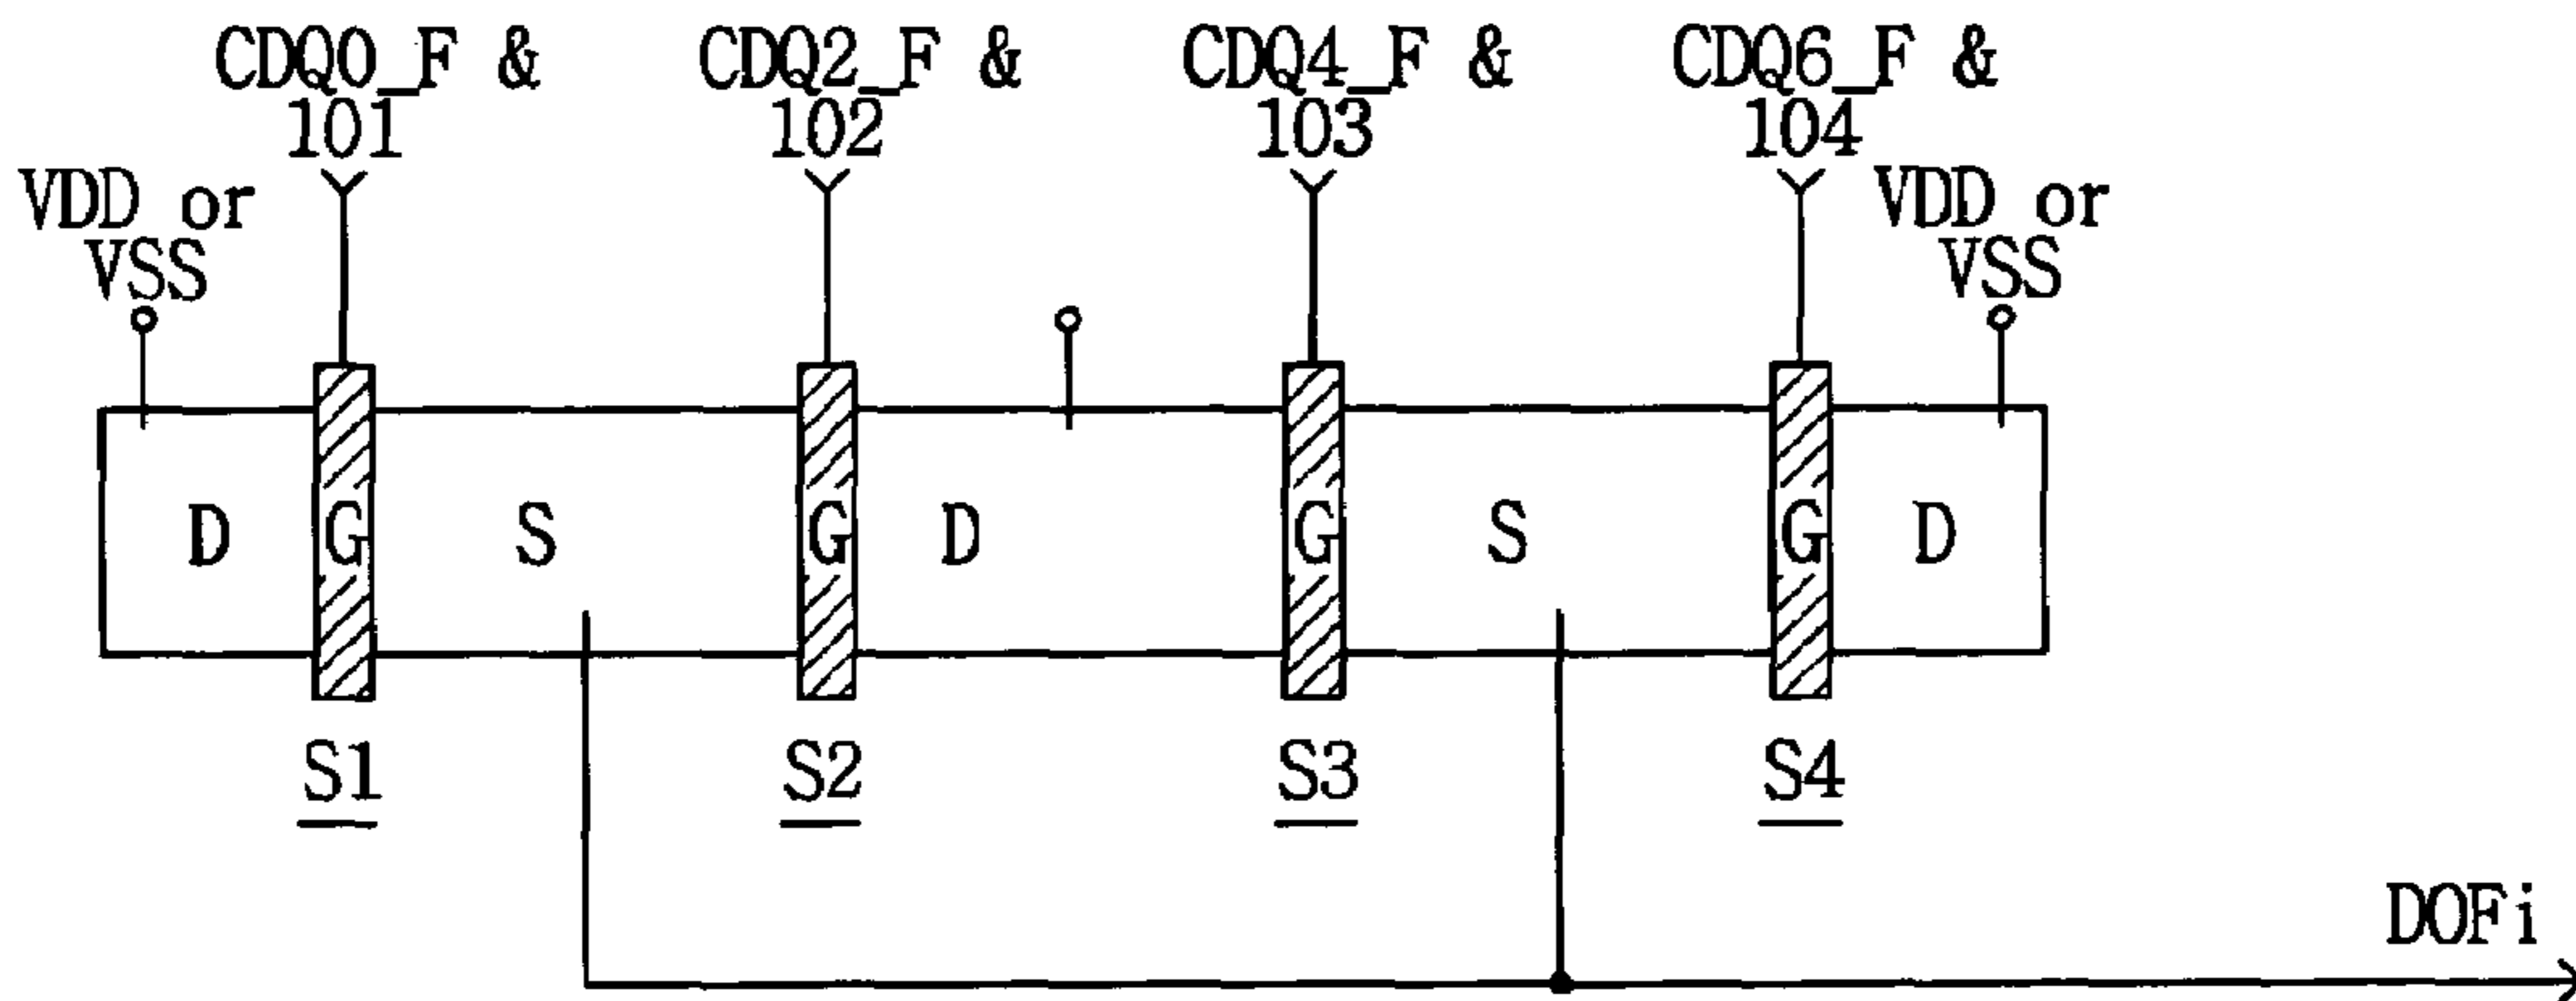 CDQ0_F &
101
CDQ2_F &
102
CDQ4_F &
103
CDQ6_F &
104
VDD or
VSS
VDD or
VSS
D
G
S
G
D
G
S
G
D
S1
S2
S3
S4
DOFi